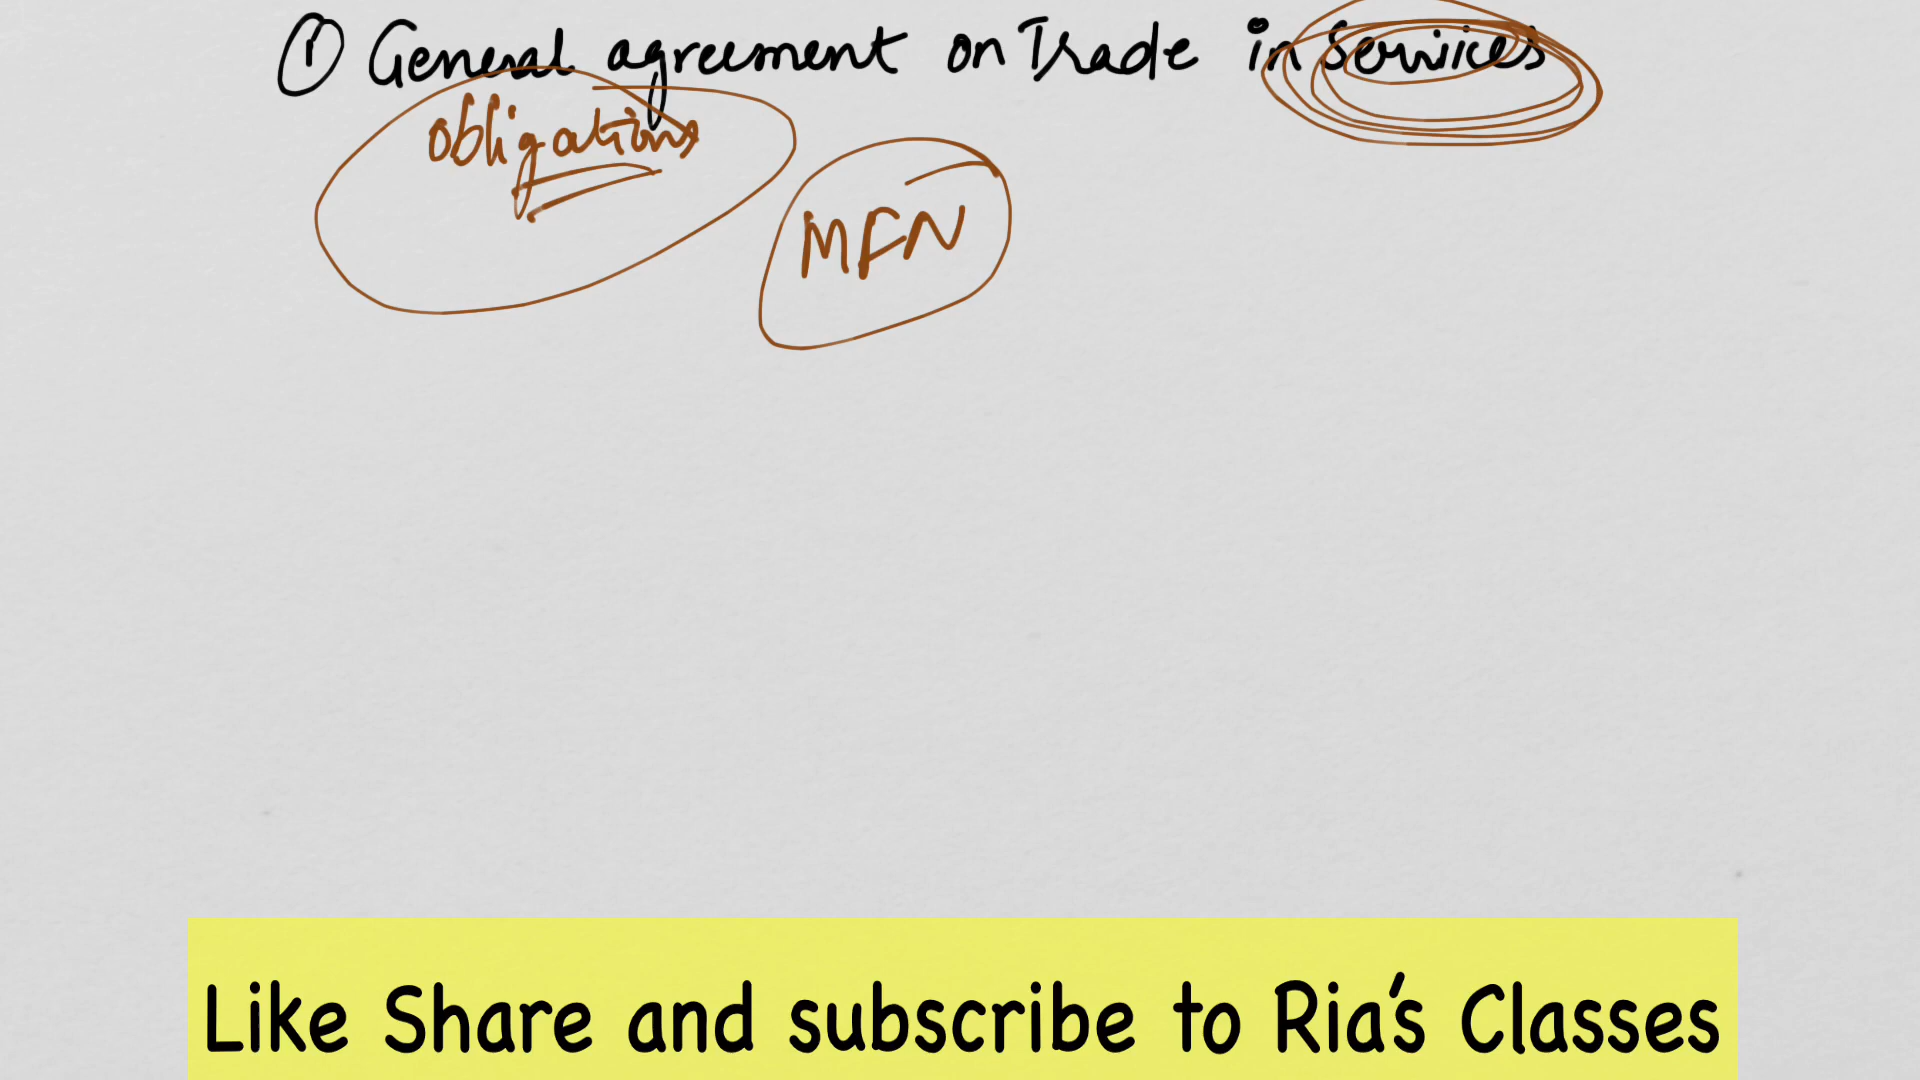 ① General agreement on Trade in Services
obligations
MFN
Like Share and subscribe to Ria's Classes